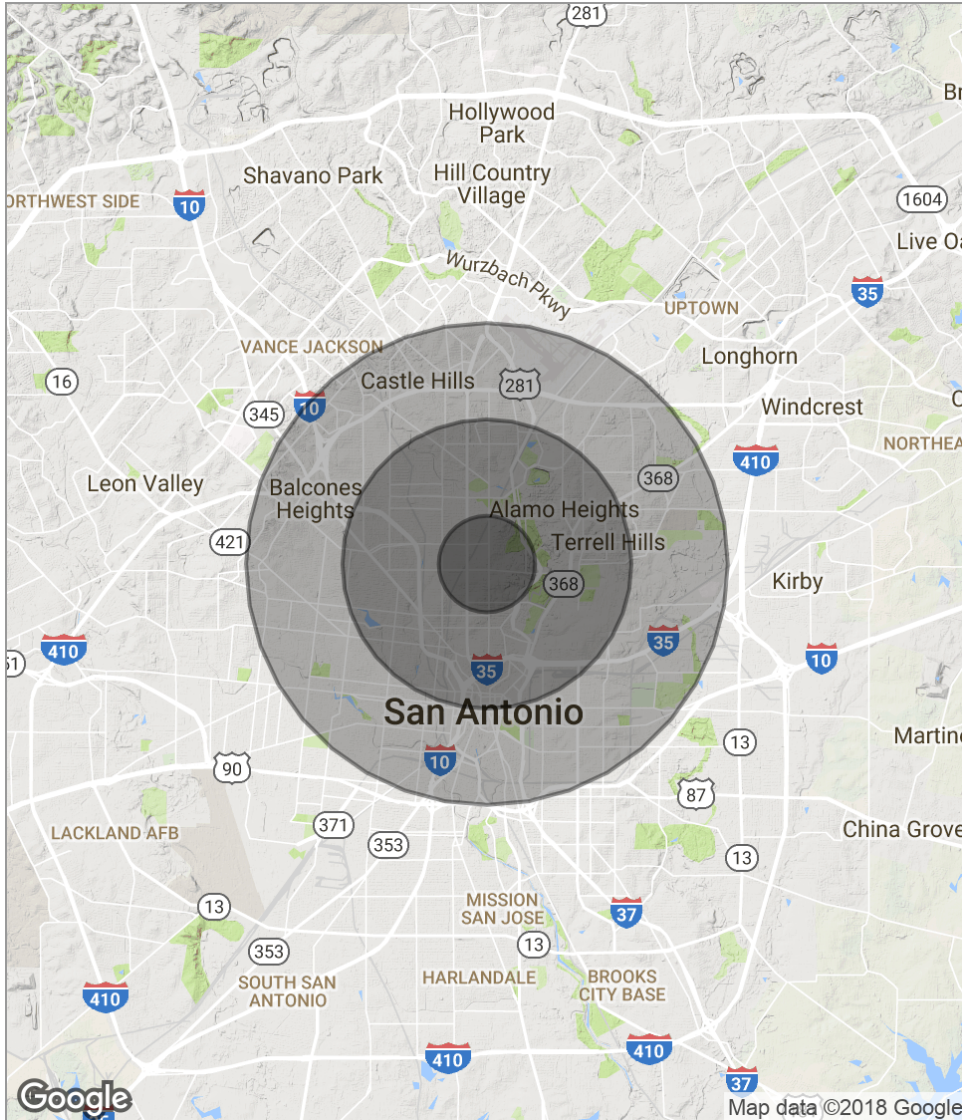 281
Hollywood
Park
Shavano Park
Hill Country
Village
ORTHWEST SIDE
10
1604
Live Oa
Wurzbach Pkwy
35
UPTOWN
VANCE JACKSON
Longhorn
16
Castle Hills
281
345
10
Windcrest
NORTHEA
410
368
Leon Valley
Balcones
Heights
Alamo Heights
421
Terrell Hills
368
Kirby
410
51
35
35
10
San Antonio
Martine
13
10
90
87
371
353
LACKLAND AFB
China Grove
13
13
353
MISSION
SAN JOSE
37
13
SOUTH SAN
ANTONIO
HARLANDALE
BROOKS
CITY BASE
410
410
410
37
Google
Map data ©2018 Google